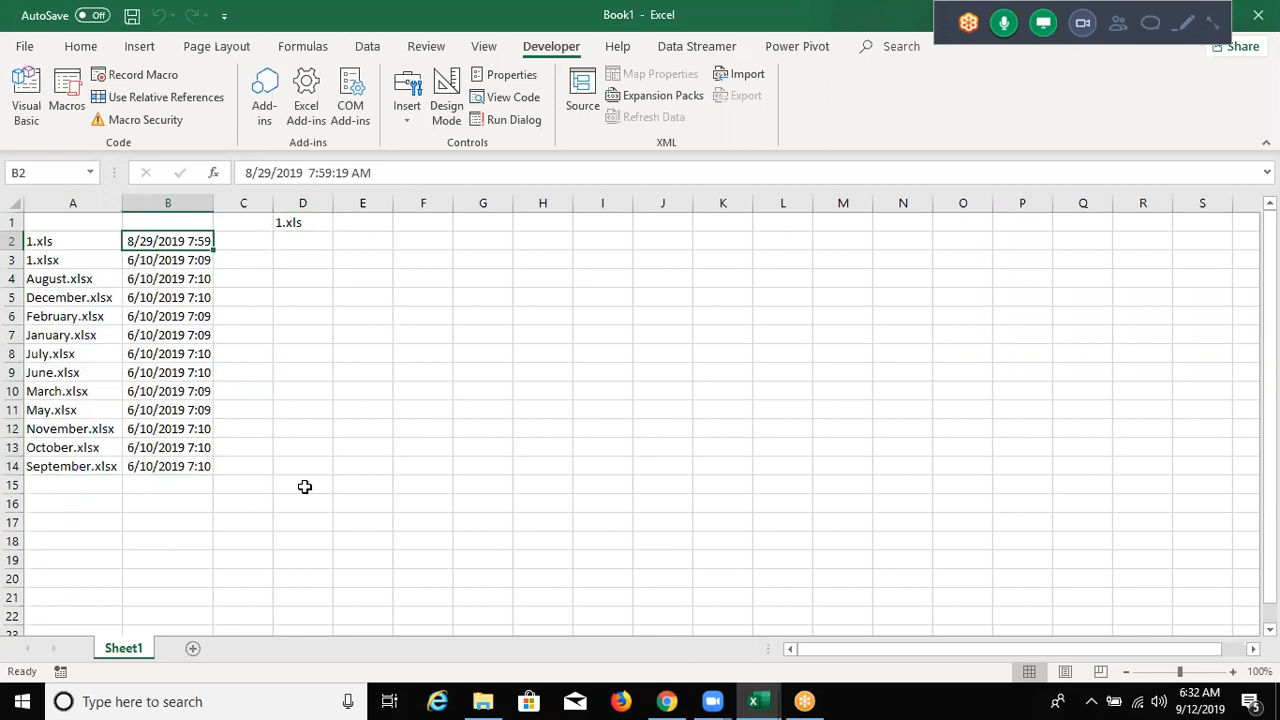 AutoSave Off Book1 - Excel
File Home Insert Page Layout Formulas Data Review View Developer Help Data Streamer Power Pivot Search Share
Visual Basic
Macros
Record Macro
Use Relative References
Macro Security
Code
Add-ins
Excel Add-ins
COM Add-ins
Add-ins
Insert
Design Mode
Properties
View Code
Run Dialog
Controls
Source
Map Properties
Expansion Packs
Refresh Data
Import
Export
XML
B2 fx 8/29/2019 7:59:19 AM
A B C D E F G H I J K L M N O P Q R S
1 1.xls
2 1.xls 8/29/2019 7:59
3 1.xlsx 6/10/2019 7:09
4 August.xlsx 6/10/2019 7:10
5 December.xlsx 6/10/2019 7:10
6 February.xlsx 6/10/2019 7:09
7 January.xlsx 6/10/2019 7:09
8 July.xlsx 6/10/2019 7:10
9 June.xlsx 6/10/2019 7:10
10 March.xlsx 6/10/2019 7:09
11 May.xlsx 6/10/2019 7:09
12 November.xlsx 6/10/2019 7:10
13 October.xlsx 6/10/2019 7:10
14 September.xlsx 6/10/2019 7:10
15
16
17
18
19
20
21
22
23
Sheet1
Ready 100%
Type here to search
6:32 AM
9/12/2019
5